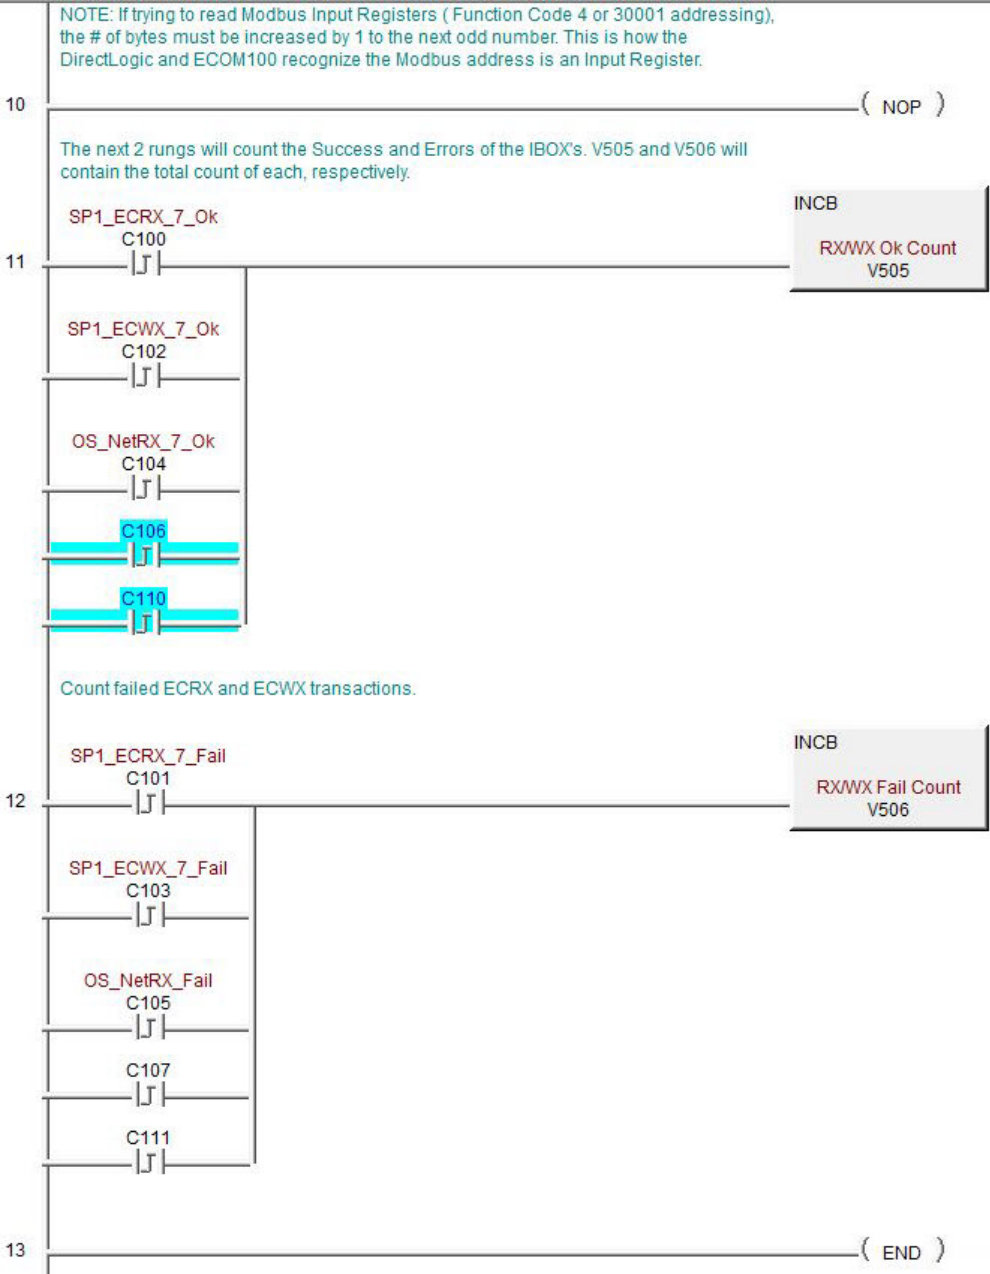 NOTE: If trying to read Modbus Input Registers ( Function Code 4 or 30001 addressing),
the # of bytes must be increased by 1 to the next odd number. This is how the
DirectLogic and ECOM100 recognize the Modbus address is an Input Register.
10
( NOP )
The next 2 rungs will count the Success and Errors of the IBOX's. V505 and V506 will
contain the total count of each, respectively.
SP1_ECRX_7_Ok
C100
11
INCB
RX/WX Ok Count
V505
SP1_ECWX_7_Ok
C102
OS_NetRX_7_Ok
C104
C106
C110
Count failed ECRX and ECWX transactions.
SP1_ECRX_7_Fail
C101
12
INCB
RX/WX Fail Count
V506
SP1_ECWX_7_Fail
C103
OS_NetRX_Fail
C105
C107
C111
13
( END )